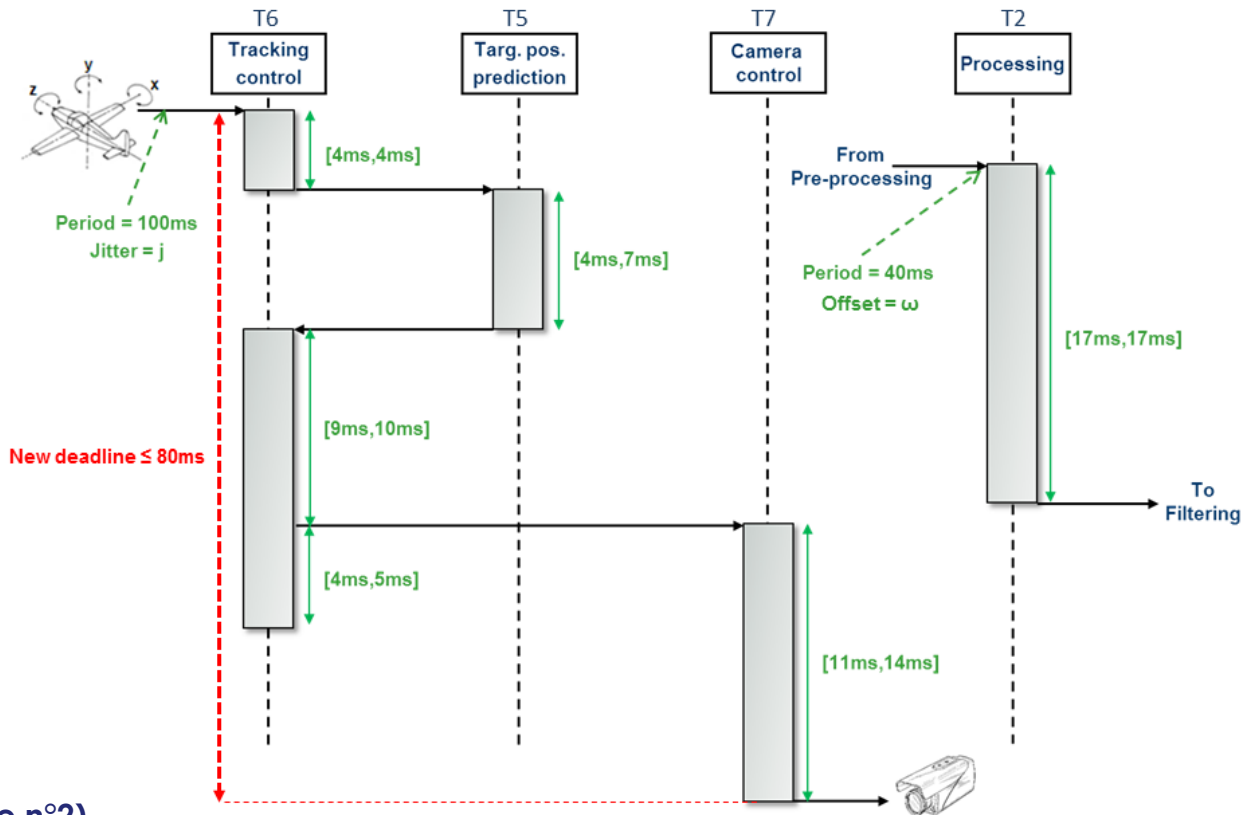 T6
T5
T7
T2
Tracking
control
Targ. pos.
prediction
Camera
control
Processing
y
z
x
[4ms,4ms]
From
Pre-processing
Period = 100ms
Jitter = j
[4ms,7ms]
Period = 40ms
Offset = ω
[17ms,17ms]
[9ms,10ms]
New deadline ≤ 80ms
To
Filtering
[4ms,5ms]
[11ms,14ms]